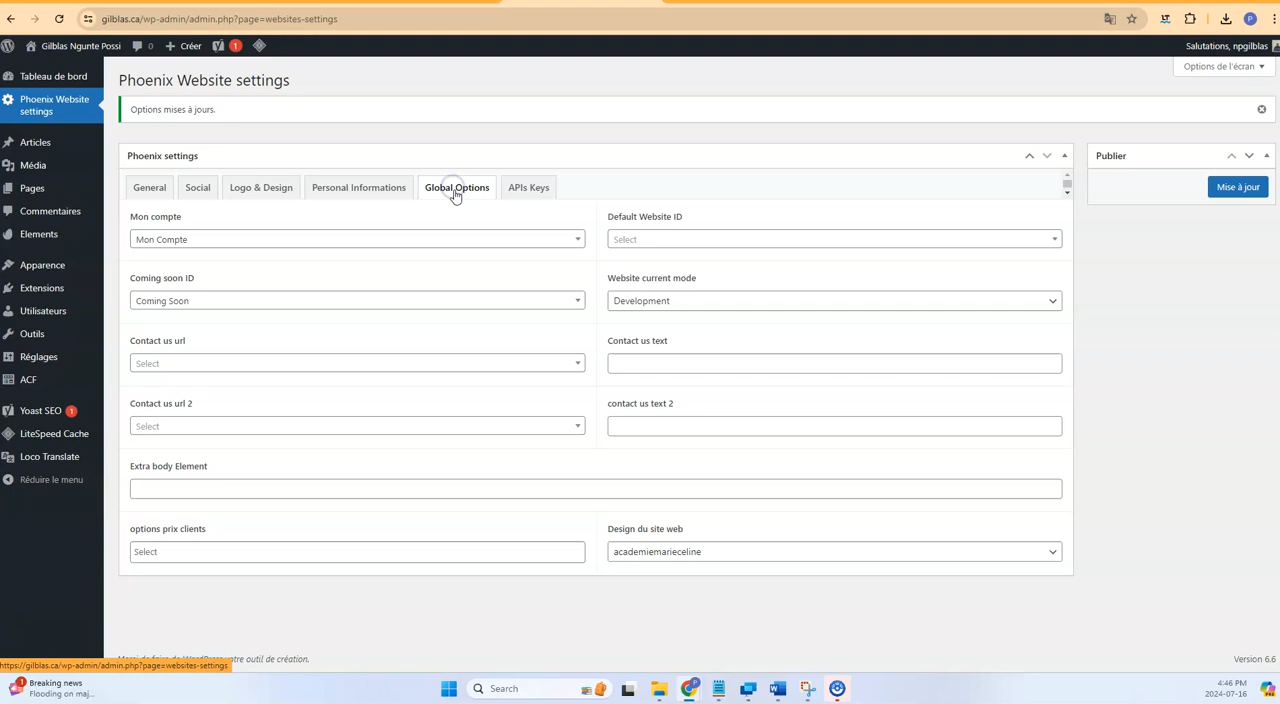 gilblas.ca/wp-admin/admin.php?page=websites-settings
Gilblas Ngunte Possi
0
Créer
1
Salutations, npgilblas
Tableau de bord
Phoenix Website settings
Articles
Média
Pages
Commentaires
Elements
Apparence
Extensions
Utilisateurs
Outils
Réglages
ACF
Yoast SEO 1
LiteSpeed Cache
Loco Translate
Réduire le menu
Options de l'écran
Phoenix Website settings
Options mises à jours.
Phoenix settings
General
Social
Logo & Design
Personal Informations
Global Options
APIs Keys
Mon compte
Mon Compte
Default Website ID
Select
Coming soon ID
Coming Soon
Website current mode
Development
Contact us url
Select
Contact us text
Contact us url 2
Select
contact us text 2
Extra body Element
options prix clients
Select
Design du site web
academiemarieceline
Publier
Mise à jour
https://gilblas.ca/wp-admin/admin.php?page=websites-settings
outil de création.
Version 6.6
1
Breaking news
Flooding on maj...
Search
4:46 PM
2024-07-16